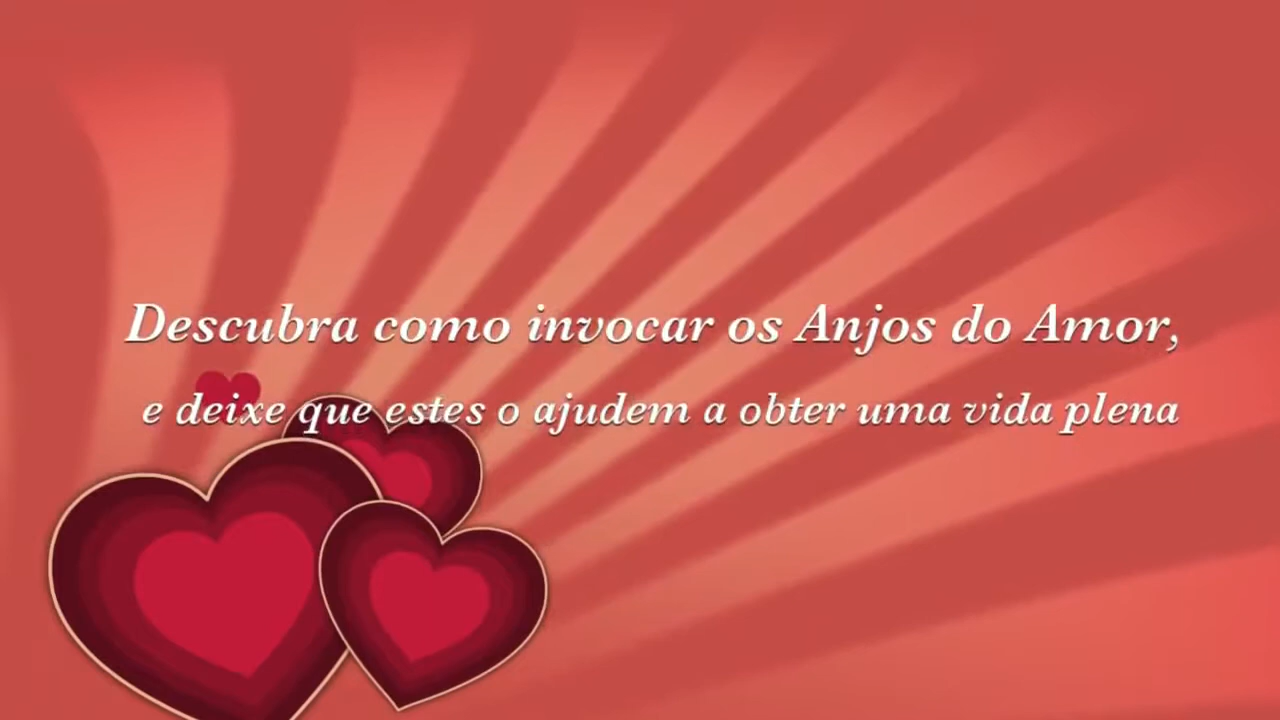 Descubra como invocar os Anjos do Amor,
e deixe que estes o ajudem a obter uma vida plena